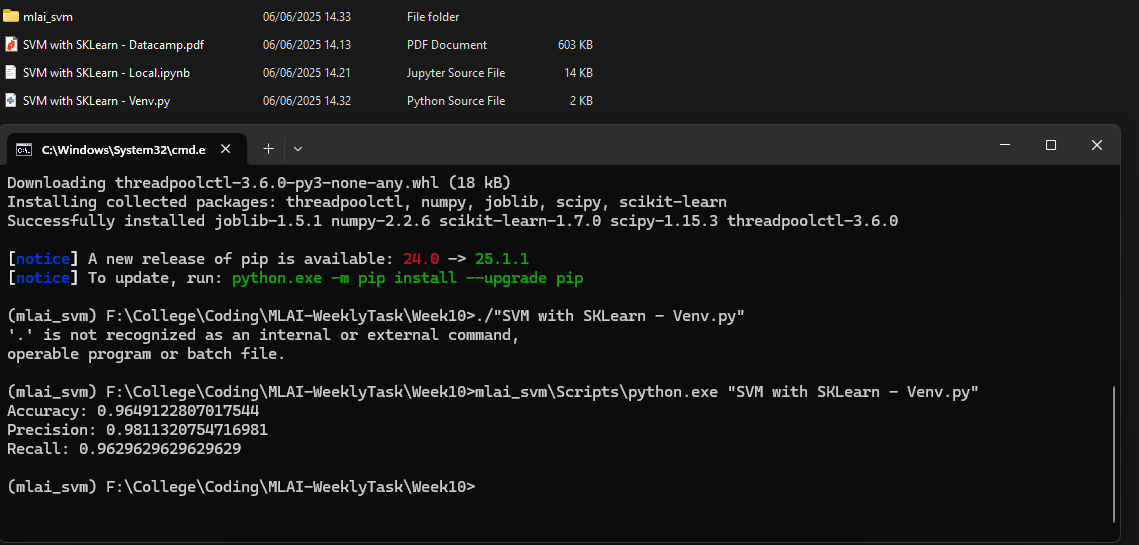 mlai_svm 06/06/2025 14.33 File folder
SVM with SKLearn - Datacamp.pdf 06/06/2025 14.13 PDF Document 603 KB
SVM with SKLearn - Local.ipynb 06/06/2025 14.21 Jupyter Source File 14 KB
SVM with SKLearn - Venv.py 06/06/2025 14.32 Python Source File 2 KB
C:\Windows\System32\cmd.e
Downloading threadpoolctl-3.6.0-py3-none-any.whl (18 kB)
Installing collected packages: threadpoolctl, numpy, joblib, scipy, scikit-learn
Successfully installed joblib-1.5.1 numpy-2.2.6 scikit-learn-1.7.0 scipy-1.15.3 threadpoolctl-3.6.0
[notice] A new release of pip is available: 24.0 -> 25.1.1
[notice] To update, run: python.exe -m pip install --upgrade pip
(mlai_svm) F:\College\Coding\MLAI-WeeklyTask\Week10>./"SVM with SKLearn - Venv.py"
'.' is not recognized as an internal or external command,
operable program or batch file.
(mlai_svm) F:\College\Coding\MLAI-WeeklyTask\Week10>mlai_svm\Scripts\python.exe "SVM with SKLearn - Venv.py"
Accuracy: 0.9649122807017544
Precision: 0.9811320754716981
Recall: 0.9629629629629629
(mlai_svm) F:\College\Coding\MLAI-WeeklyTask\Week10>